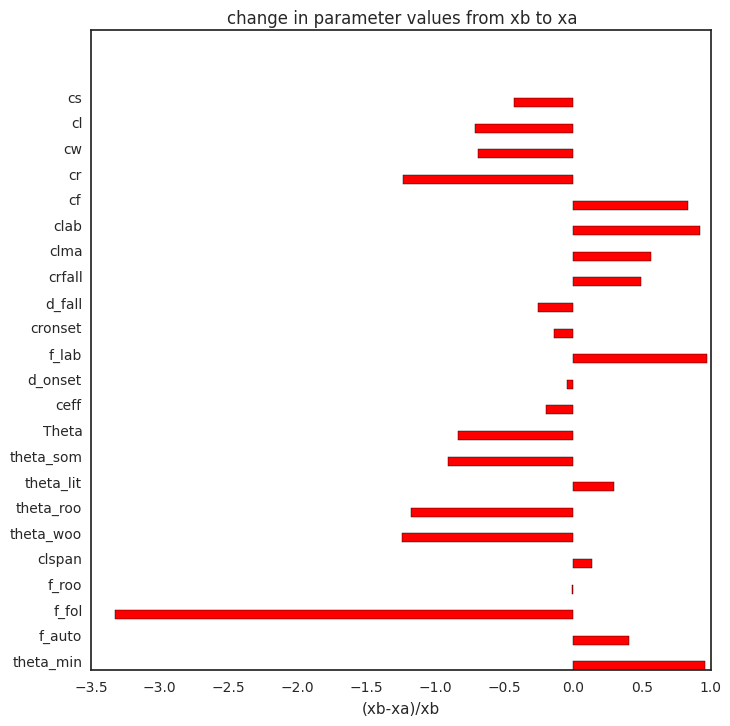 change in parameter values from xb to xa
cs
cl
cw
cr
cf
clab
clma
crfall
d_fall
cronset
f_lab
d_onset
ceff
Theta
theta_som
theta_lit
theta_roo
theta_woo
clspan
f_roo
f_fol
f_auto
theta_min
−3.5 −3.0 −2.5 −2.0 −1.5 −1.0 −0.5 0.0 0.5 1.0
(xb-xa)/xb